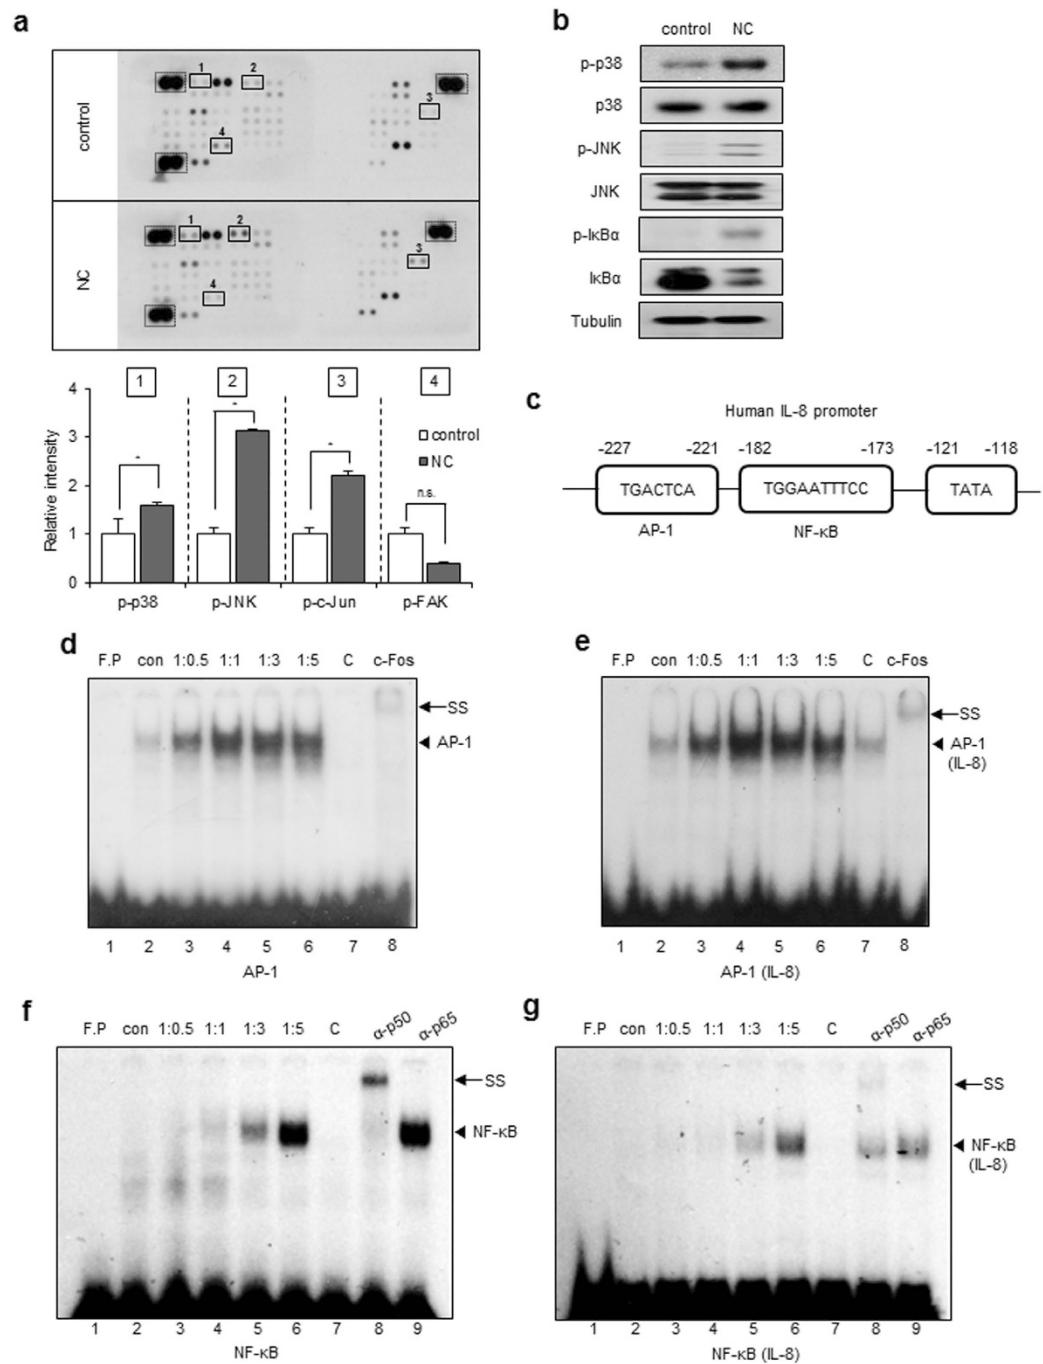 a
control
1
2
3
4
NC
1
2
3
4
1 2 3 4
Relative intensity
4
3
2
1
0
control
NC
-
-
-
n.s.
p-p38 p-JNK p-c-Jun p-FAK
b
control NC
p-p38
p38
p-JNK
JNK
p-IκBα
IκBα
Tubulin
c
Human IL-8 promoter
-227 -221 -182 -173 -121 -118
TGACTCA TGGAATTTCC TATA
AP-1 NF-κB
d
F.P con 1:0.5 1:1 1:3 1:5 C c-Fos
SS
AP-1
1 2 3 4 5 6 7 8
AP-1
e
F.P con 1:0.5 1:1 1:3 1:5 C c-Fos
SS
AP-1
(IL-8)
1 2 3 4 5 6 7 8
AP-1 (IL-8)
f
F.P con 1:0.5 1:1 1:3 1:5 C α-p50 α-p65
SS
NF-κB
1 2 3 4 5 6 7 8 9
NF-κB
g
F.P con 1:0.5 1:1 1:3 1:5 C α-p50 α-p65
SS
NF-κB
(IL-8)
1 2 3 4 5 6 7 8 9
NF-κB (IL-8)